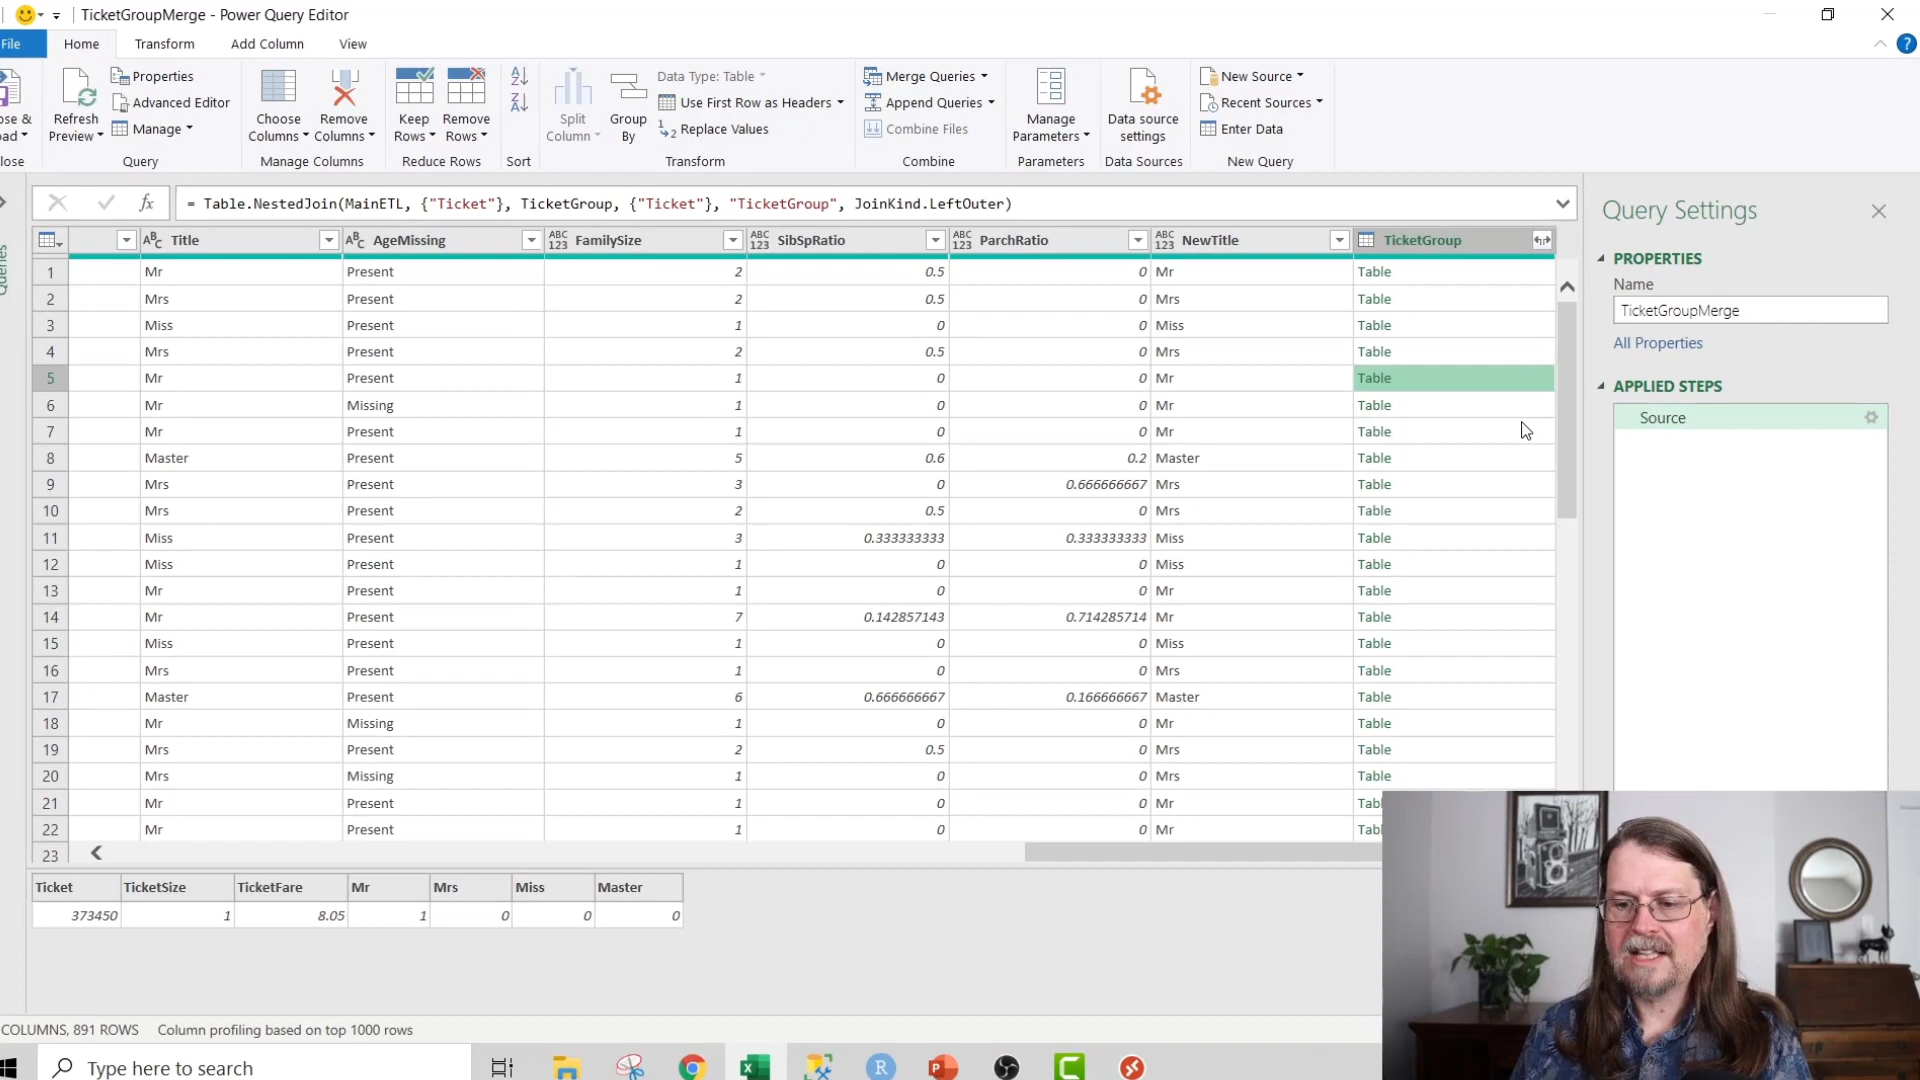 TicketGroupMerge - Power Query Editor
File Home Transform Add Column View
Refresh Preview
Properties
Advanced Editor
Manage
Query
Choose Columns
Remove Columns
Manage Columns
Keep Rows
Remove Rows
Reduce Rows
Sort
Split Column
Group By
Data Type: Table
Use First Row as Headers
Replace Values
Transform
Merge Queries
Append Queries
Combine Files
Combine
Manage Parameters
Parameters
Data source settings
Data Sources
New Source
Recent Sources
Enter Data
New Query
fx = Table.NestedJoin(MainETL, {"Ticket"}, TicketGroup, {"Ticket"}, "TicketGroup", JoinKind.LeftOuter)
Queries
Title AgeMissing FamilySize SibSpRatio ParchRatio NewTitle TicketGroup
1 Mr Present 2 0.5 0 Mr Table
2 Mrs Present 2 0.5 0 Mrs Table
3 Miss Present 1 0 0 Miss Table
4 Mrs Present 2 0.5 0 Mrs Table
5 Mr Present 1 0 0 Mr Table
6 Mr Missing 1 0 0 Mr Table
7 Mr Present 1 0 0 Mr Table
8 Master Present 5 0.6 0.2 Master Table
9 Mrs Present 3 0 0.666666667 Mrs Table
10 Mrs Present 2 0.5 0 Mrs Table
11 Miss Present 3 0.333333333 0.333333333 Miss Table
12 Miss Present 1 0 0 Miss Table
13 Mr Present 1 0 0 Mr Table
14 Mr Present 7 0.142857143 0.714285714 Mr Table
15 Miss Present 1 0 0 Miss Table
16 Mrs Present 1 0 0 Mrs Table
17 Master Present 6 0.666666667 0.166666667 Master Table
18 Mr Missing 1 0 0 Mr Table
19 Mrs Present 2 0.5 0 Mrs Table
20 Mrs Missing 1 0 0 Mrs Table
21 Mr Present 1 0 0 Mr
22 Mr Present 1 0 0 Mr
23
Ticket TicketSize TicketFare Mr Mrs Miss Master
373450 1 8.05 1 0 0 0
COLUMNS, 891 ROWS Column profiling based on top 1000 rows
Query Settings
PROPERTIES
Name
TicketGroupMerge
All Properties
APPLIED STEPS
Source
Type here to search